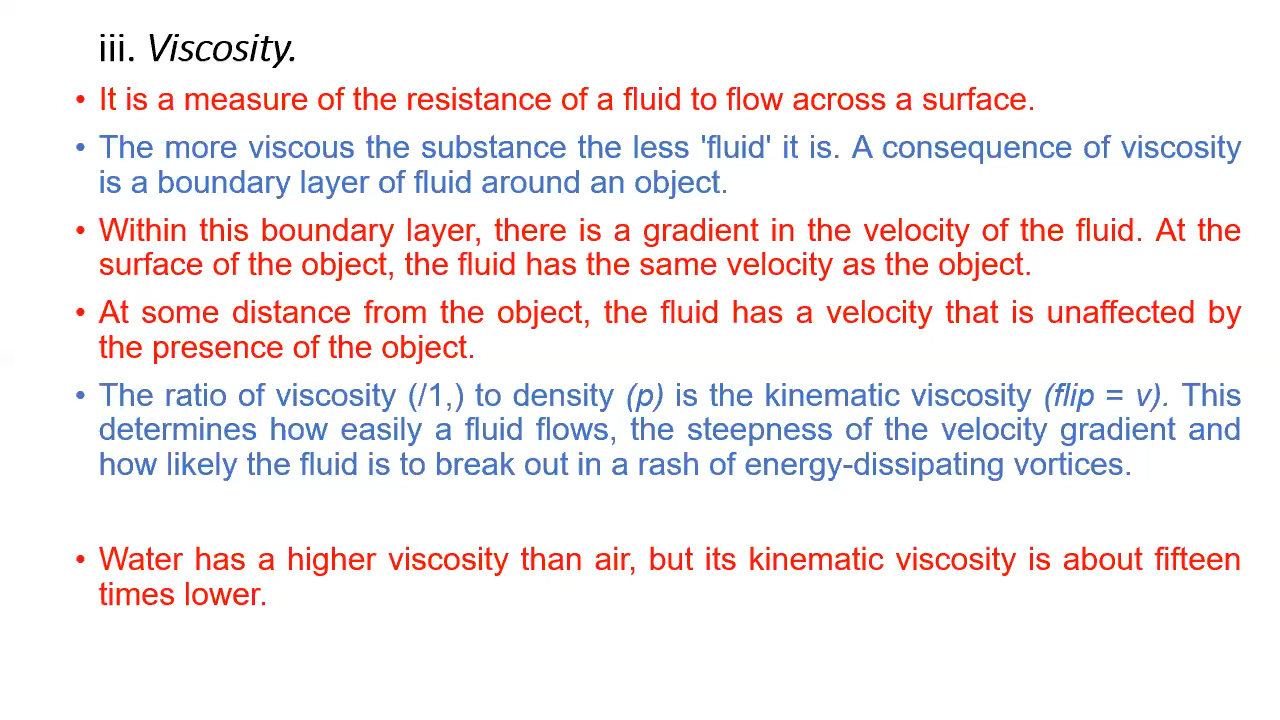 iii. Viscosity.
• It is a measure of the resistance of a fluid to flow across a surface.
• The more viscous the substance the less 'fluid' it is. A consequence of viscosity
is a boundary layer of fluid around an object.
• Within this boundary layer, there is a gradient in the velocity of the fluid. At the
surface of the object, the fluid has the same velocity as the object.
• At some distance from the object, the fluid has a velocity that is unaffected by
the presence of the object.
• The ratio of viscosity (/1,) to density (p) is the kinematic viscosity (flip = v). This
determines how easily a fluid flows, the steepness of the velocity gradient and
how likely the fluid is to break out in a rash of energy-dissipating vortices.
• Water has a higher viscosity than air, but its kinematic viscosity is about fifteen
times lower.